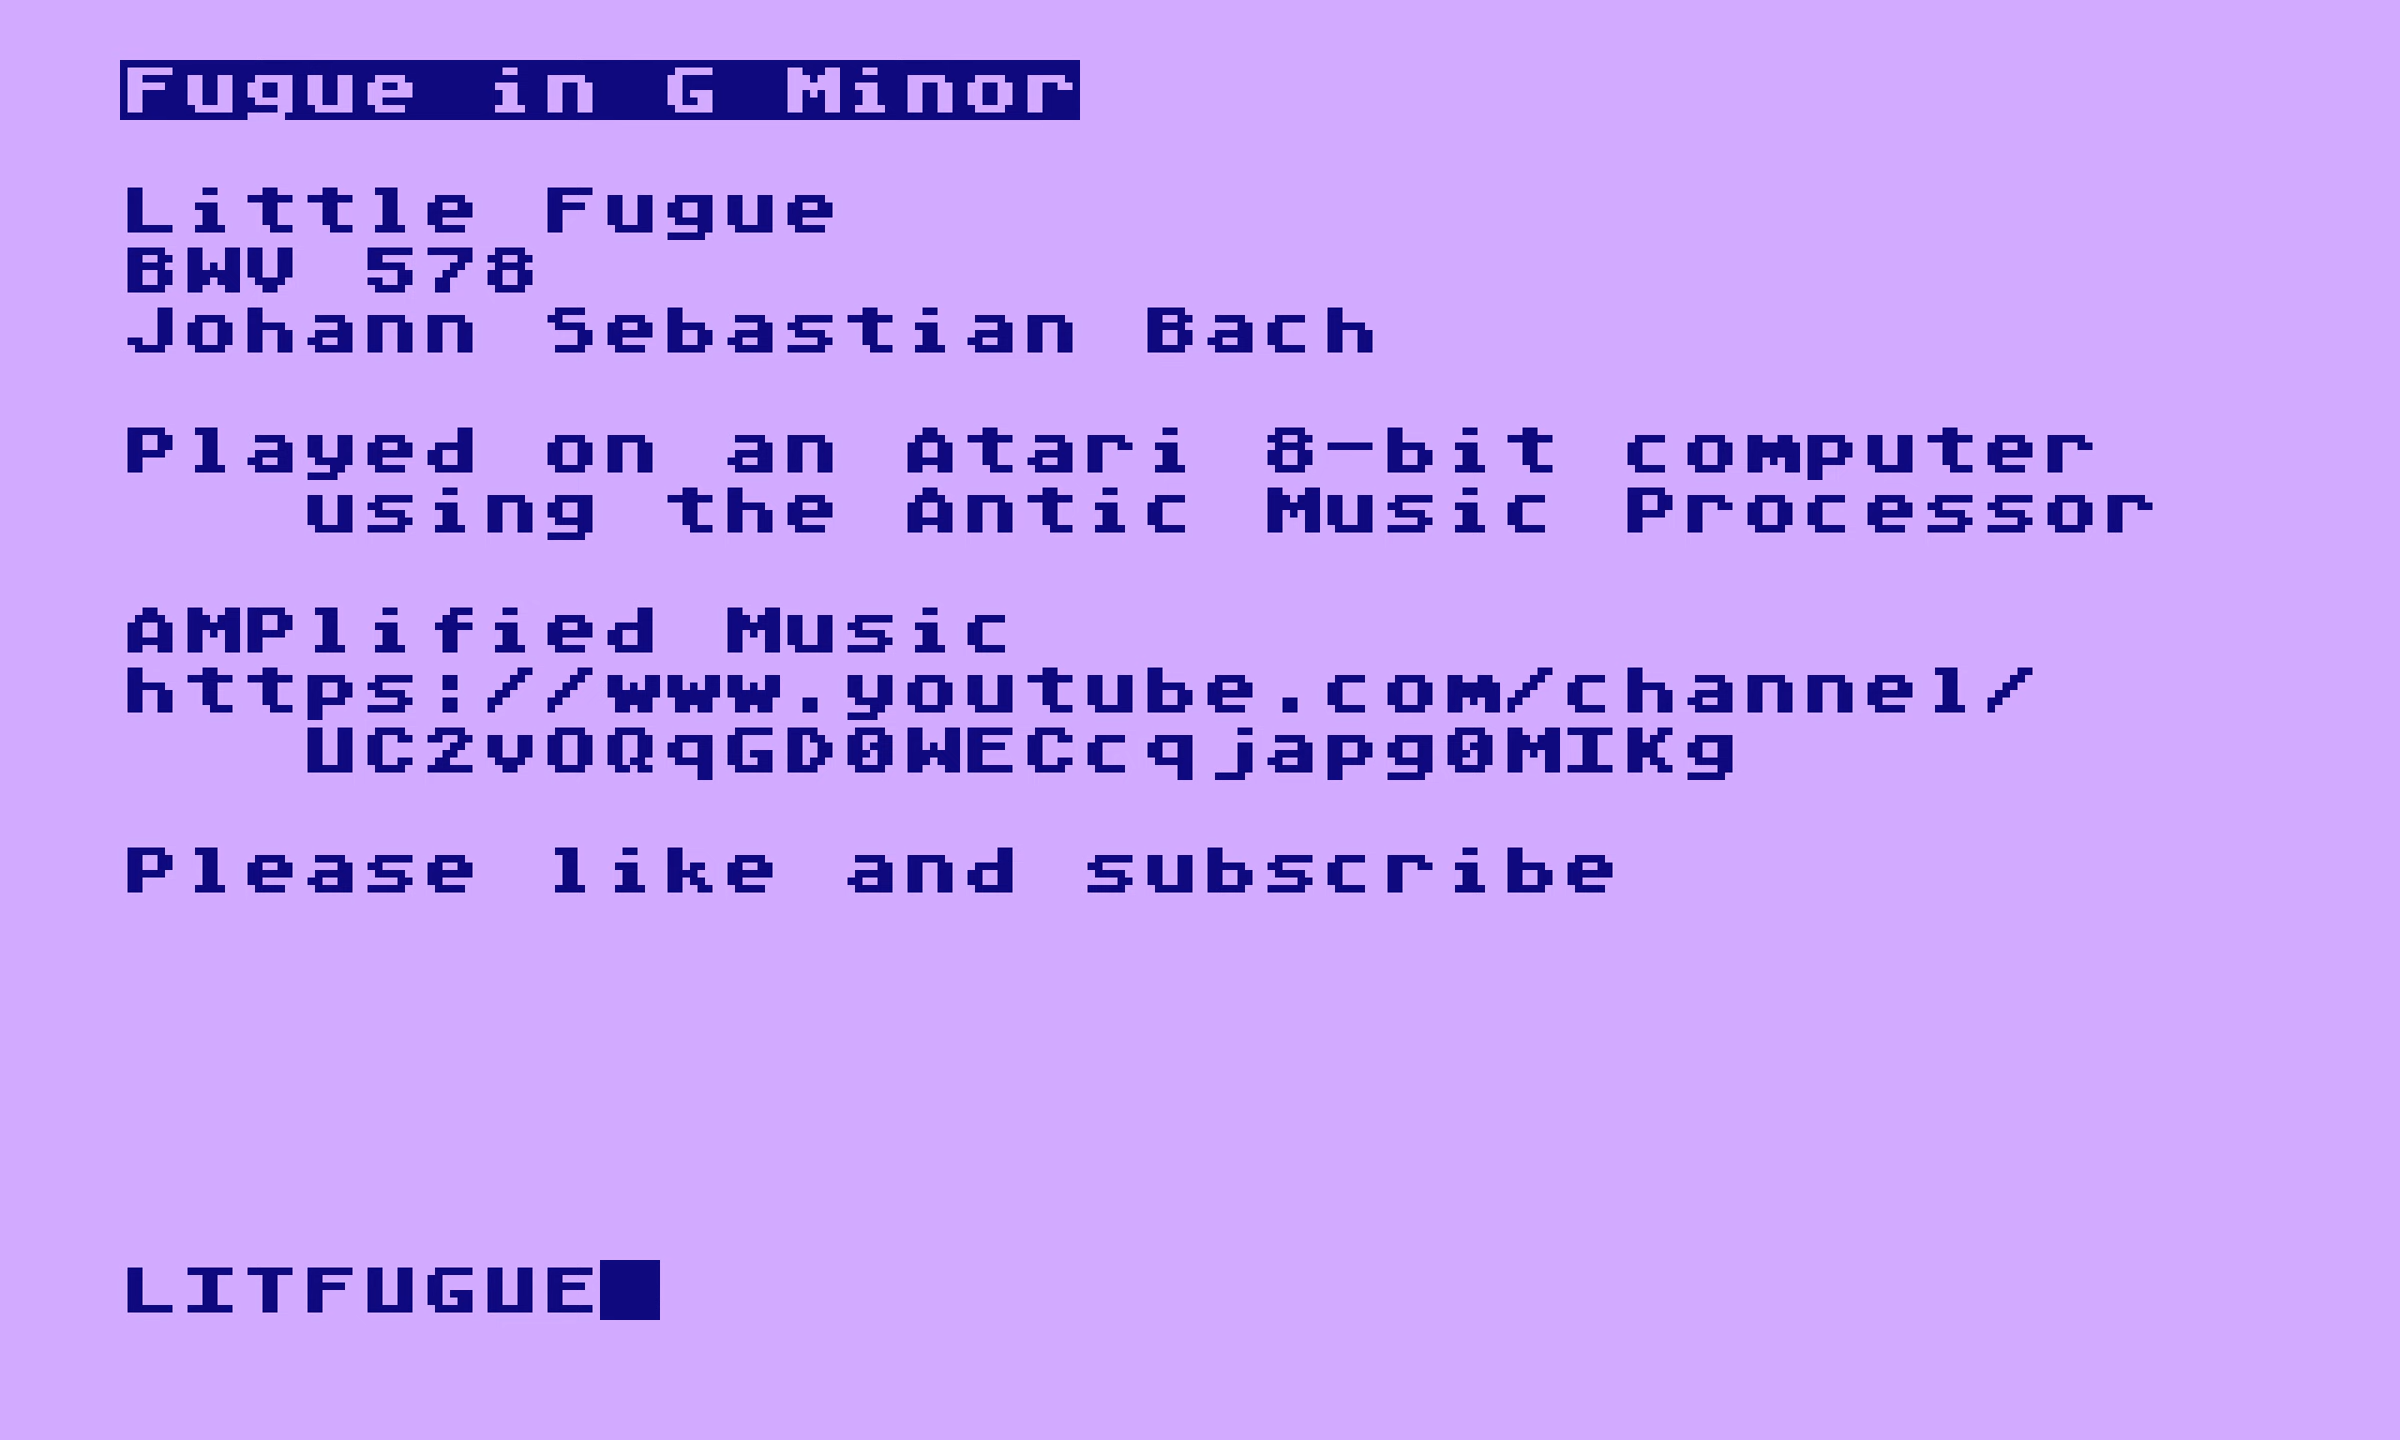 Fugue in G Minor
Little Fugue
BWV 578
Johann Sebastian Bach
Played on an Atari 8-bit computer
using the Antic Music Processor
AMPlified Music
https://www.youtube.com/channel/
UC2vOQqGD0WECcqjapg0MIKg
Please like and subscribe
LITFUGUE